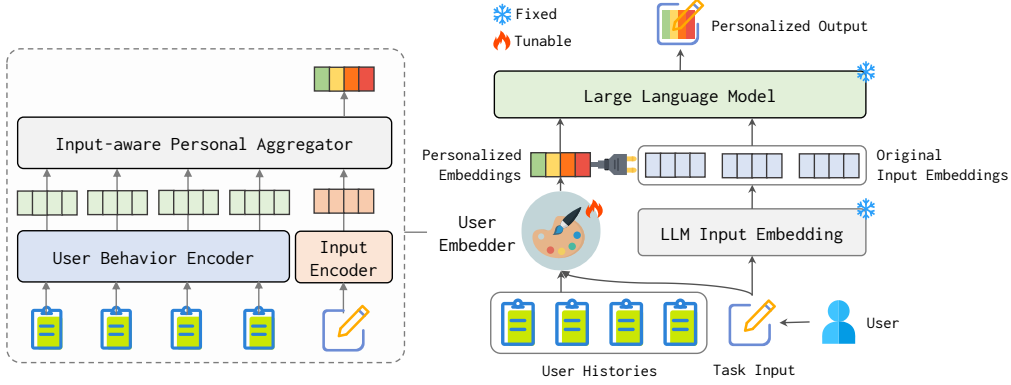 Input-aware Personal Aggregator
User Behavior Encoder
Input
Encoder
Fixed
Tunable
Personalized Output
Large Language Model
Personalized
Embeddings
Original
Input Embeddings
User
Embedder
LLM Input Embedding
User
User Histories
Task Input